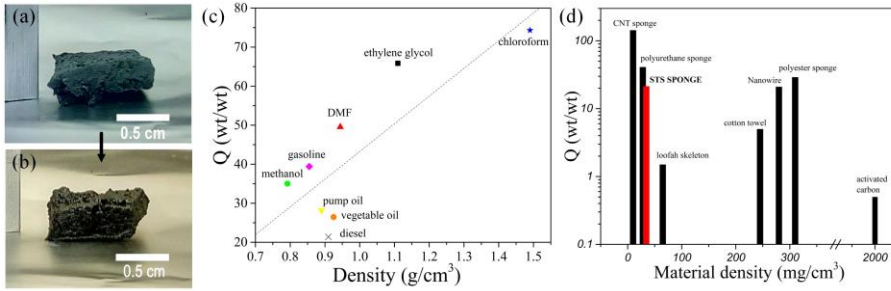 (a)
0.5 cm
(b)
0.5 cm
(c)
Q (wt/wt)
80
70
60
50
40
30
20
ethylene glycol
chloroform
DMF
gasoline
methanol
pump oil
vegetable oil
diesel
0.7 0.8 0.9 1.0 1.1 1.2 1.3 1.4 1.5
Density (g/cm³)
(d)
Q (wt/wt)
100
10
1
0.1
CNT sponge
polyurethane sponge
STS SPONGE
polyester sponge
Nanowire
cotton towel
loofah skeleton
activated
carbon
0 100 200 300 2000
Material density (mg/cm³)